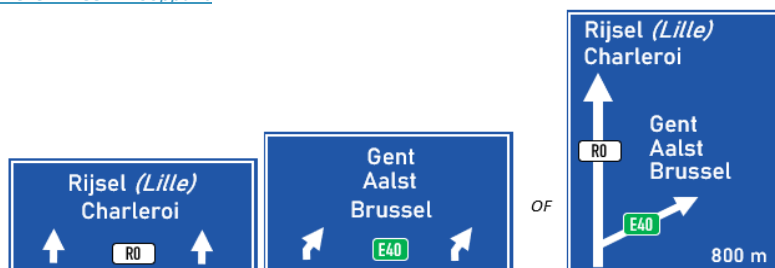 Rijsel (Lille)
Charleroi
R0
Gent
Aalst
Brussel
E40
OF
Rijsel (Lille)
Charleroi
R0
Gent
Aalst
Brussel
E40
800 m